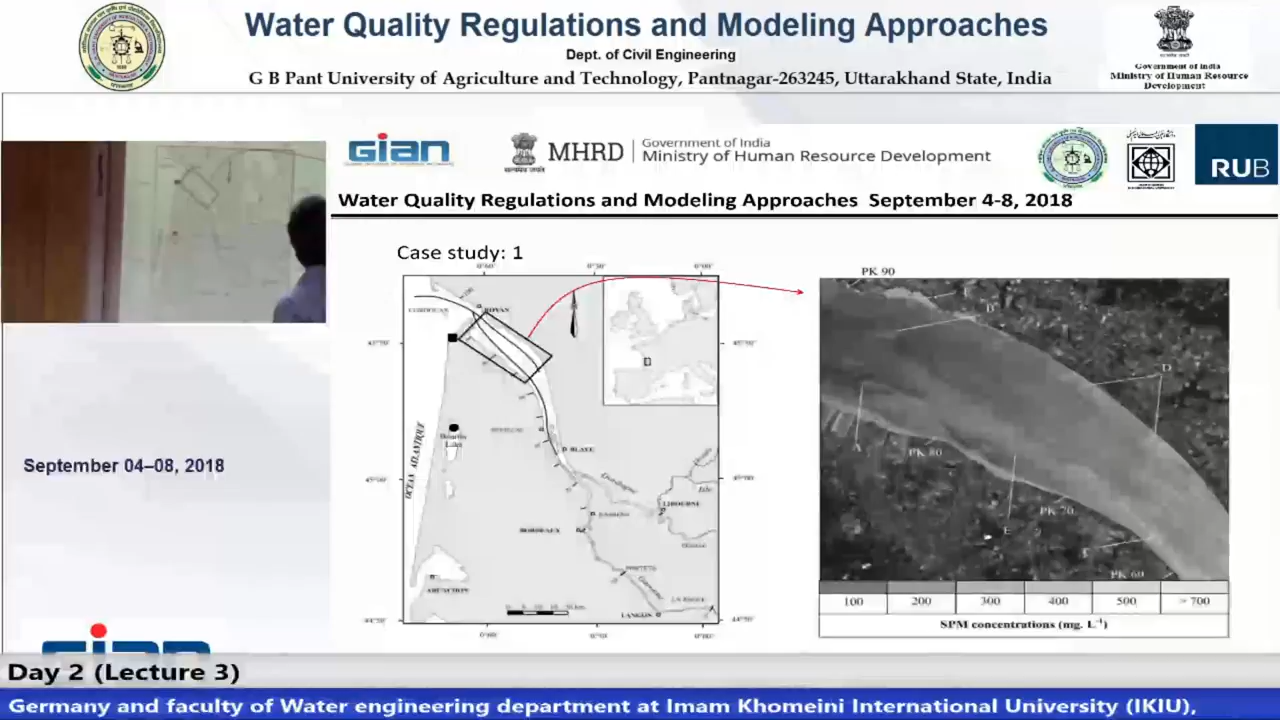 Water Quality Regulations and Modeling Approaches
Dept. of Civil Engineering
G B Pant University of Agriculture and Technology, Pantnagar-263245, Uttarakhand State, India
Government of India
Ministry of Human Resource
Development
GIAN
MHRD
Government of India
Ministry of Human Resource Development
RUB
Water Quality Regulations and Modeling Approaches September 4-8, 2018
Case study: 1
ROYAN
OCEAN ATLANTIQUE
BLAYE
LIBOURNE
BORDEAUX
ARCACHON
LANGON
PK 90
B
D
A
PK 80
E
PK 70
PK 60
100
200
300
400
500
> 700
SPM concentrations (mg. L⁻¹)
September 04–08, 2018
Day 2 (Lecture 3)
Germany and faculty of Water engineering department at Imam Khomeini International University (IKIU),